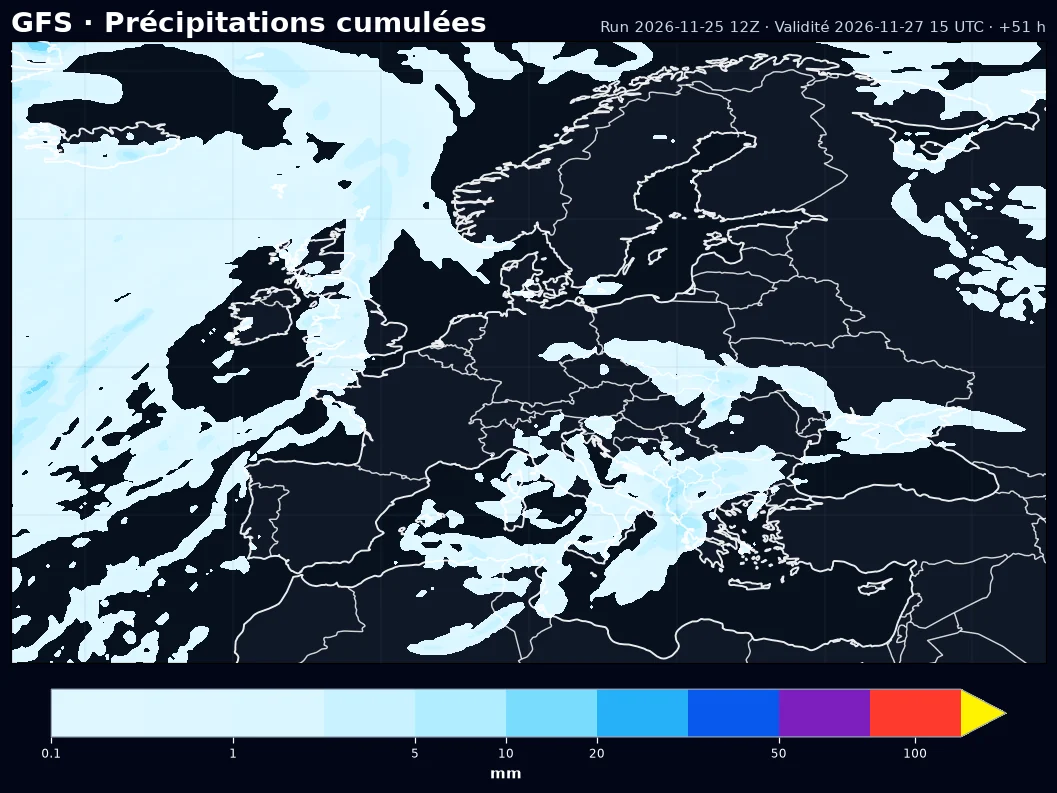 GFS · Précipitations cumulées
Run 2026-11-25 12Z · Validité 2026-11-27 15 UTC · +51 h
0.1 1 5 10 20 50 100
mm